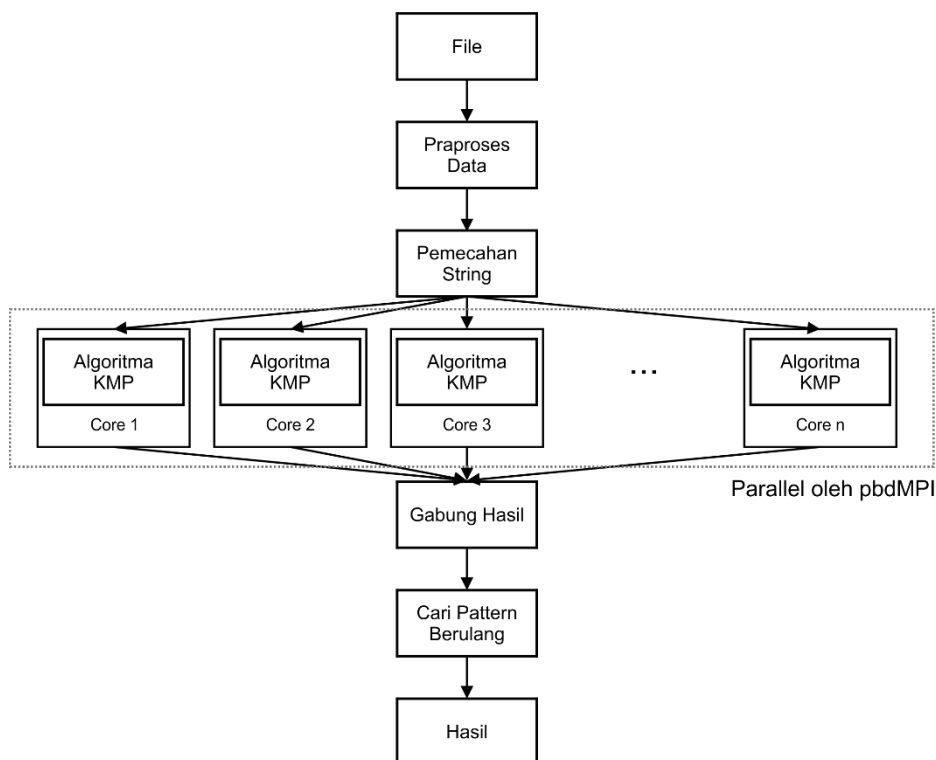 File
Praproses
Data
Pemecahan
String
Algoritma
KMP
Core 1
Algoritma
KMP
Core 2
Algoritma
KMP
Core 3
...
Algoritma
KMP
Core n
Parallel oleh pbdMPI
Gabung Hasil
Cari Pattern
Berulang
Hasil